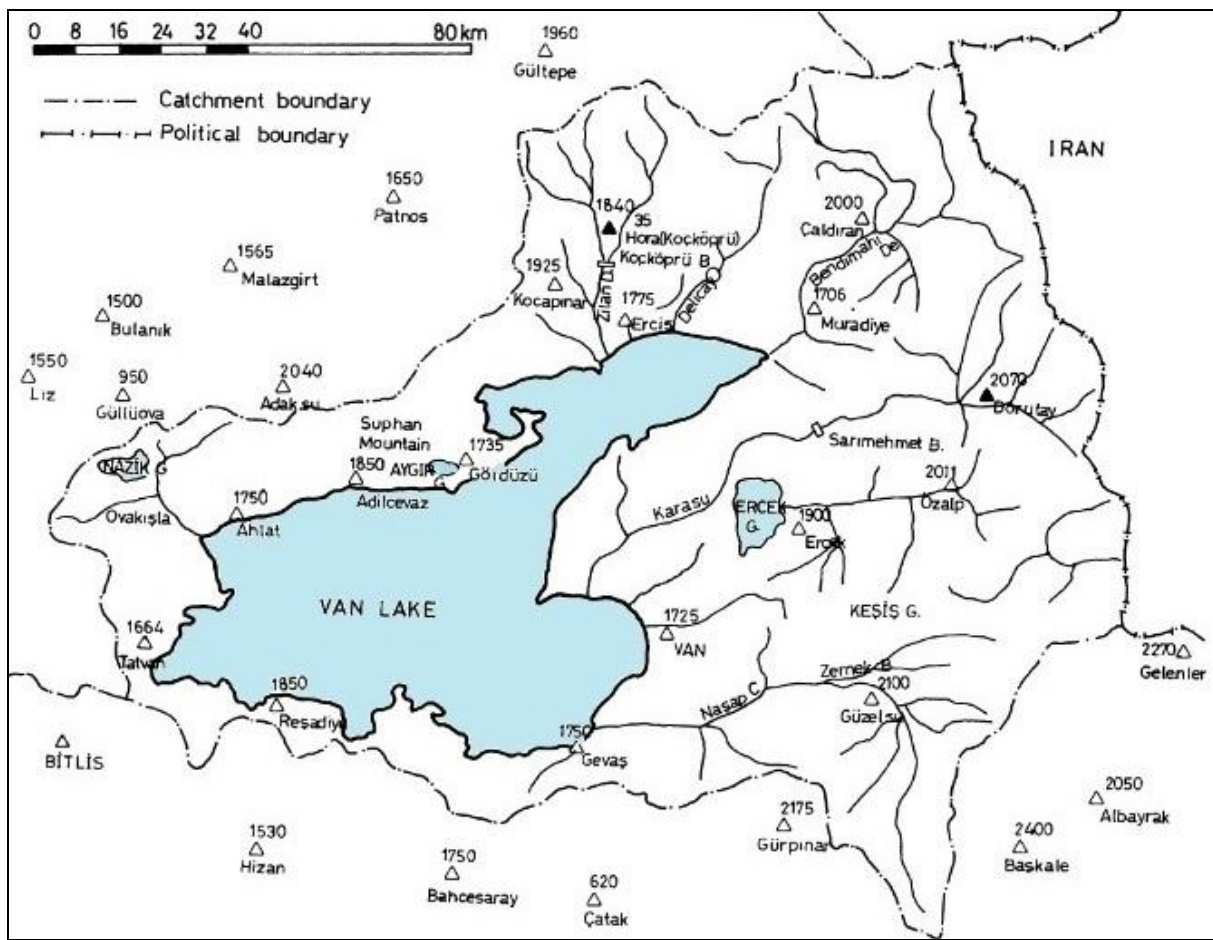 0 8 16 24 32 40 80 km
Catchment boundary
Political boundary
1960
Gültepe
IRAN
1650
Patnos
1840
35
Hora(Koçköprü)
Koçköprü B
2000
Çaldıran
Bendimahi De
1565
Malazgirt
1925
Kocapınar
Zilan
1775
Erciş
Deliçay
1706
Muradiye
1500
Bulanık
1550
Liz
950
Güllüova
2040
Adaksu
2070
Dorutay
Suphan
Mountain
1735
Gördüzü
AYGIR
G.
Sarımehmet B.
NAZİK G
1850
Adilcevaz
2011
Özalp
Karasu
ERCEK
G.
1900
Erçek
Ovakışla
1750
Ahlat
VAN LAKE
KEŞİŞ G.
1664
Tatvan
1725
VAN
2270
Gelenler
Zernek B
1850
Reşadiye
Naşap Ç.
2100
Güzelsu
BİTLİS
1750
Gevaş
2050
Albayrak
2175
Gürpınar
2400
Başkale
1530
Hizan
1750
Bahcesaray
620
Çatak